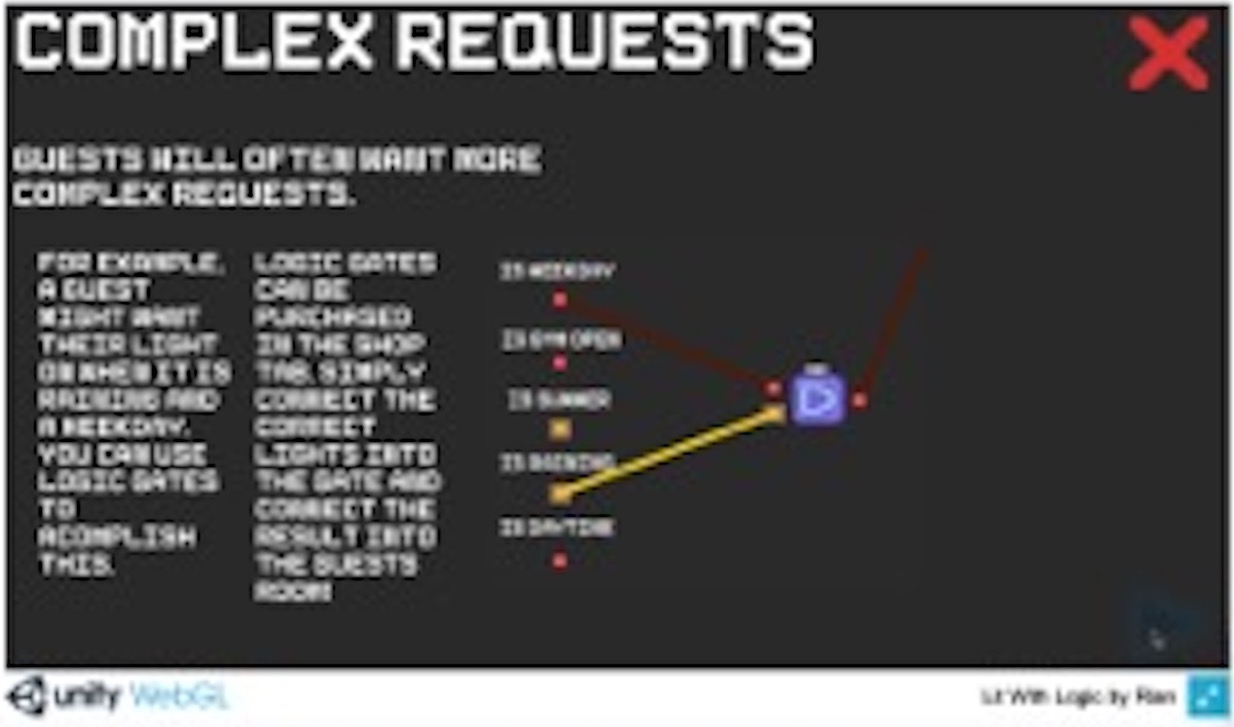 COMPLEX REQUESTS
GUESTS WILL OFTEN WANT MORE
COMPLEX REQUESTS.
FOR EXAMPLE,
A GUEST
MIGHT WANT
THEIR LIGHT
ON WHEN IT IS
RAINING AND
A WEEKDAY.
YOU CAN USE
LOGIC GATES
TO
ACOMPLISH
THIS.
LOGIC GATES
CAN BE
PURCHASED
IN THE SHOP
TAB. SIMPLY
CONNECT THE
CORRECT
LIGHTS INTO
THE GATE AND
CONNECT THE
RESULT INTO
THE GUESTS
ROOM
IS WEEKDAY
IS GYM OPEN
IS SUMMER
IS RAINING
IS DAYTIME
unity WebGL
Lit With Logic by Rian